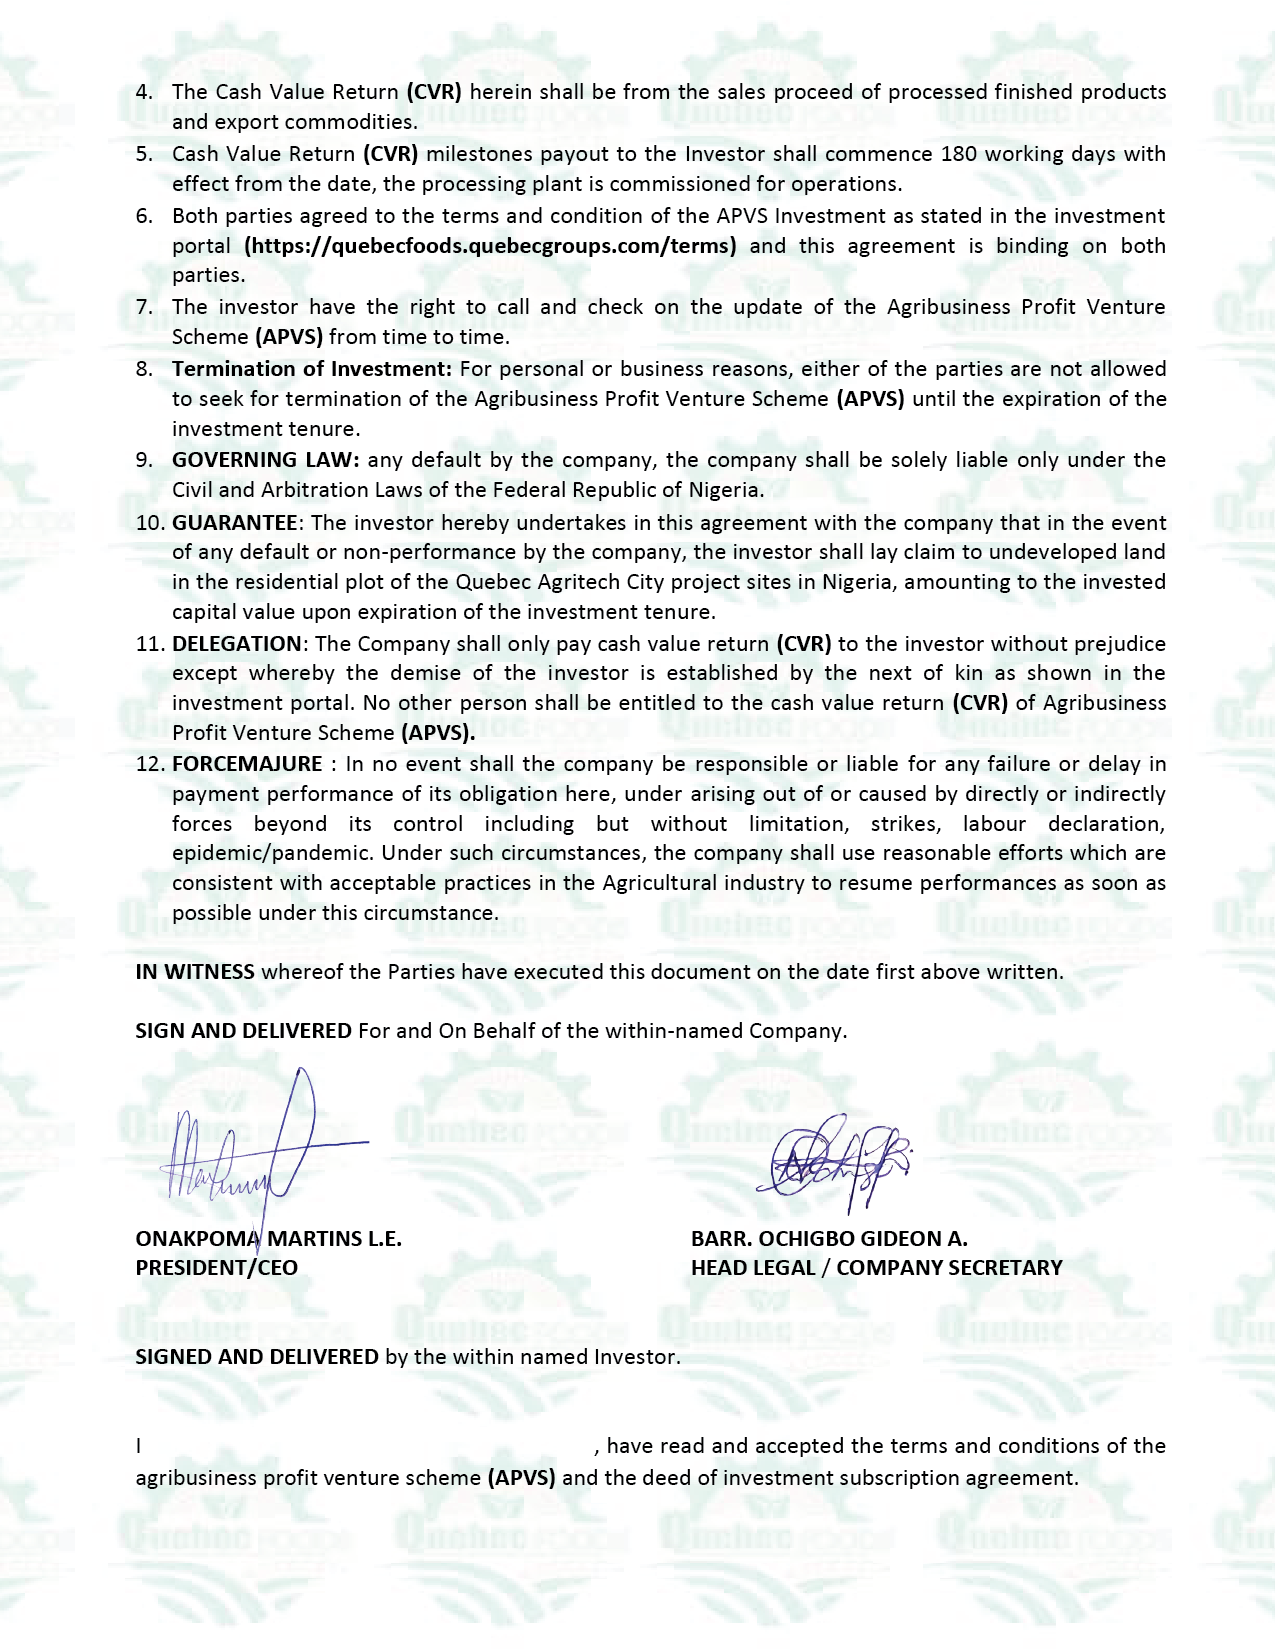 4. The Cash Value Return (CVR) herein shall be from the sales proceed of processed finished products
and export commodities.
5. Cash Value Return (CVR) milestones payout to the Investor shall commence 180 working days with
effect from the date, the processing plant is commissioned for operations.
6. Both parties agreed to the terms and condition of the APVS Investment as stated in the investment
portal (https://quebecfoods.quebecgroups.com/terms) and this agreement is binding on both
parties.
7. The investor have the right to call and check on the update of the Agribusiness Profit Venture
Scheme (APVS) from time to time.
8. Termination of Investment: For personal or business reasons, either of the parties are not allowed
to seek for termination of the Agribusiness Profit Venture Scheme (APVS) until the expiration of the
investment tenure.
9. GOVERNING LAW: any default by the company, the company shall be solely liable only under the
Civil and Arbitration Laws of the Federal Republic of Nigeria.
10. GUARANTEE: The investor hereby undertakes in this agreement with the company that in the event
of any default or non-performance by the company, the investor shall lay claim to undeveloped land
in the residential plot of the Quebec Agritech City project sites in Nigeria, amounting to the invested
capital value upon expiration of the investment tenure.
11. DELEGATION: The Company shall only pay cash value return (CVR) to the investor without prejudice
except whereby the demise of the investor is established by the next of kin as shown in the
investment portal. No other person shall be entitled to the cash value return (CVR) of Agribusiness
Profit Venture Scheme (APVS).
12. FORCEMAJURE : In no event shall the company be responsible or liable for any failure or delay in
payment performance of its obligation here, under arising out of or caused by directly or indirectly
forces beyond its control including but without limitation, strikes, labour declaration,
epidemic/pandemic. Under such circumstances, the company shall use reasonable efforts which are
consistent with acceptable practices in the Agricultural industry to resume performances as soon as
possible under this circumstance.
IN WITNESS whereof the Parties have executed this document on the date first above written.
SIGN AND DELIVERED For and On Behalf of the within-named Company.
ONAKPOMA MARTINS L.E.
PRESIDENT/CEO
BARR. OCHIGBO GIDEON A.
HEAD LEGAL / COMPANY SECRETARY
SIGNED AND DELIVERED by the within named Investor.
I , have read and accepted the terms and conditions of the
agribusiness profit venture scheme (APVS) and the deed of investment subscription agreement.